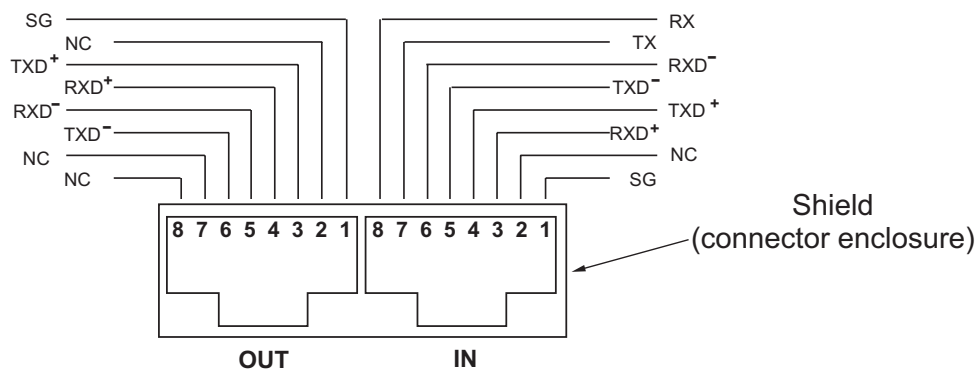 SG
NC
TXD+
RXD+
RXD-
TXD-
NC
NC
RX
TX
RXD-
TXD-
TXD+
RXD+
NC
SG
8 7 6 5 4 3 2 1
8 7 6 5 4 3 2 1
Shield
(connector enclosure)
OUT
IN